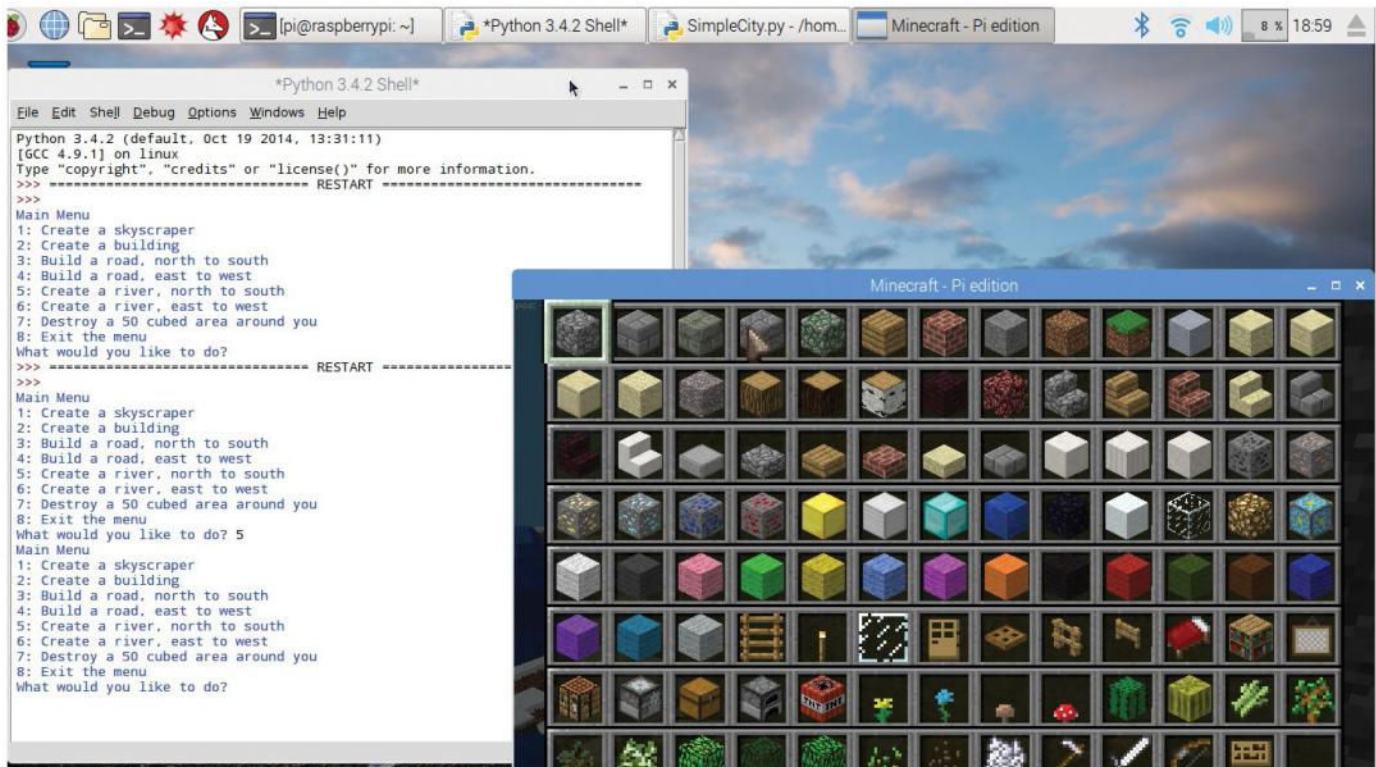 [pi@raspberrypi: ~]
*Python 3.4.2 Shell*
SimpleCity.py - /hom...
Minecraft - Pi edition
8 %
18:59
*Python 3.4.2 Shell*
File Edit Shell Debug Options Windows Help
Python 3.4.2 (default, Oct 19 2014, 13:31:11)
[GCC 4.9.1] on linux
Type "copyright", "credits" or "license()" for more information.
>>> ================================ RESTART ================================
>>>
Main Menu
1: Create a skyscraper
2: Create a building
3: Build a road, north to south
4: Build a road, east to west
5: Create a river, north to south
6: Create a river, east to west
7: Destroy a 50 cubed area around you
8: Exit the menu
What would you like to do?
>>> ================================ RESTART ================
>>>
Main Menu
1: Create a skyscraper
2: Create a building
3: Build a road, north to south
4: Build a road, east to west
5: Create a river, north to south
6: Create a river, east to west
7: Destroy a 50 cubed area around you
8: Exit the menu
What would you like to do? 5
Main Menu
1: Create a skyscraper
2: Create a building
3: Build a road, north to south
4: Build a road, east to west
5: Create a river, north to south
6: Create a river, east to west
7: Destroy a 50 cubed area around you
8: Exit the menu
What would you like to do?
Minecraft - Pi edition
TNT TNT